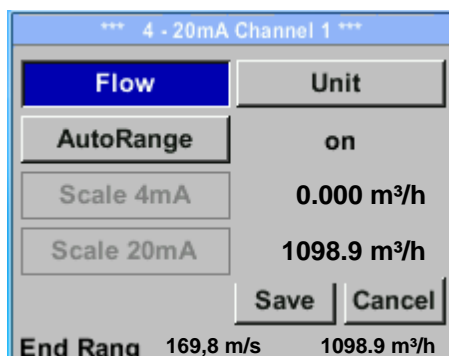 *** 4 - 20mA Channel 1 ***
Flow Unit
AutoRange on
Scale 4mA 0.000 m³/h
Scale 20mA 1098.9 m³/h
Save Cancel
End Rang 169,8 m/s 1098.9 m³/h